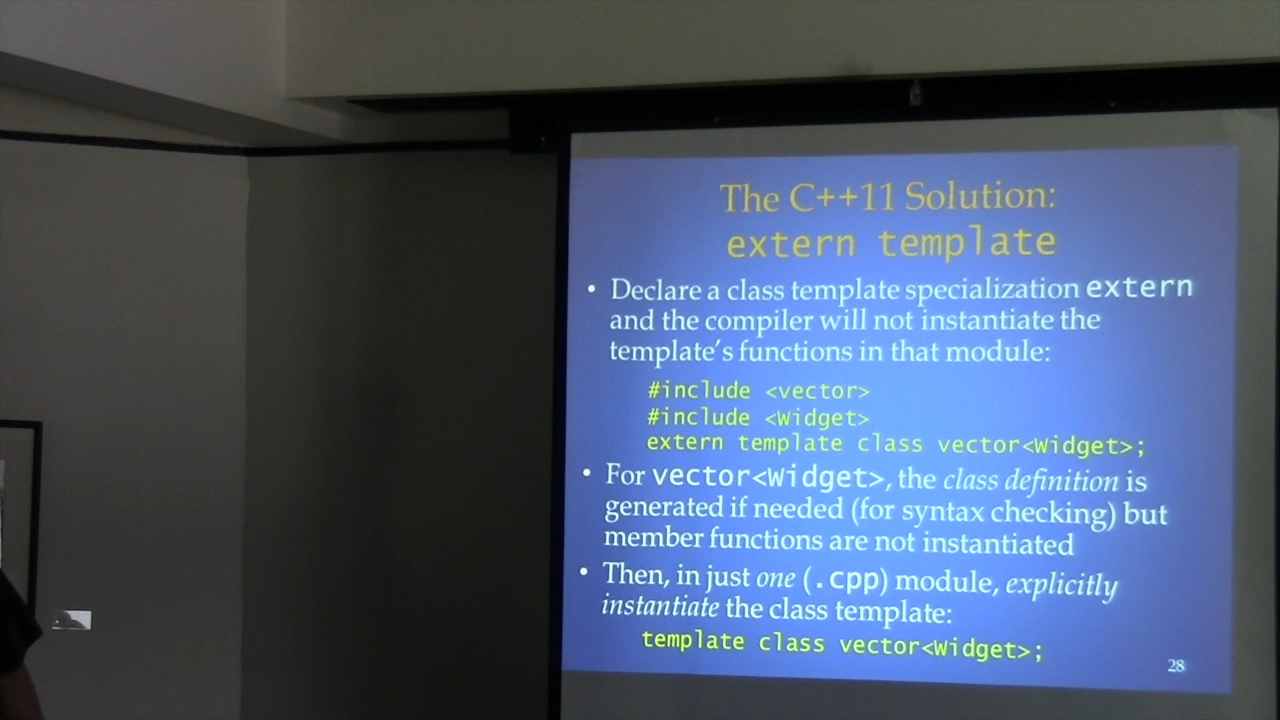 The C++11 Solution:
extern template
• Declare a class template specialization extern
and the compiler will not instantiate the
template's functions in that module:
#include <vector>
#include <Widget>
extern template class vector<Widget>;
• For vector<Widget>, the class definition is
generated if needed (for syntax checking) but
member functions are not instantiated
• Then, in just one (.cpp) module, explicitly
instantiate the class template:
template class vector<Widget>;
28